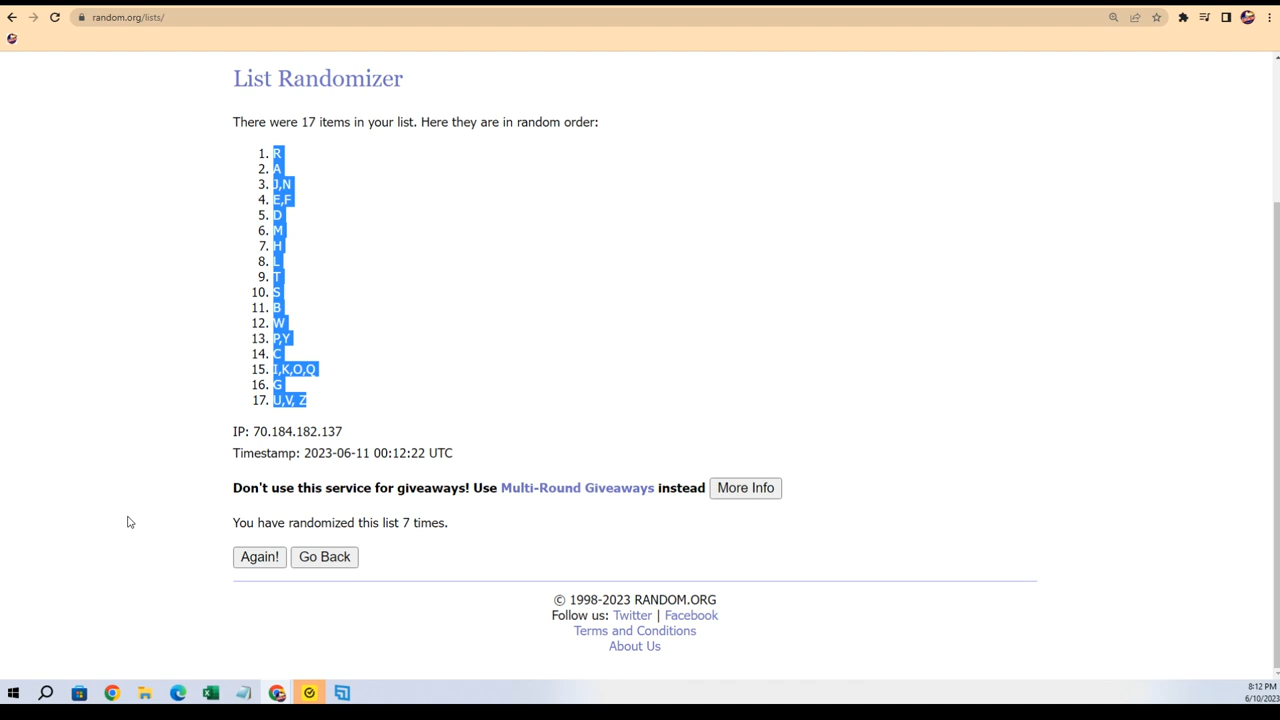 random.org/lists/
List Randomizer
There were 17 items in your list. Here they are in random order:
1. R
2. A
3. J,N
4. E,F
5. D
6. M
7. H
8. L
9. T
10. S
11. B
12. W
13. P,Y
14. C
15. I,K,O,Q
16. G
17. U,V, Z
IP: 70.184.182.137
Timestamp: 2023-06-11 00:12:22 UTC
Don't use this service for giveaways! Use Multi-Round Giveaways instead More Info
You have randomized this list 7 times.
Again! Go Back
© 1998-2023 RANDOM.ORG
Follow us: Twitter | Facebook
Terms and Conditions
About Us
8:12 PM
6/10/2023